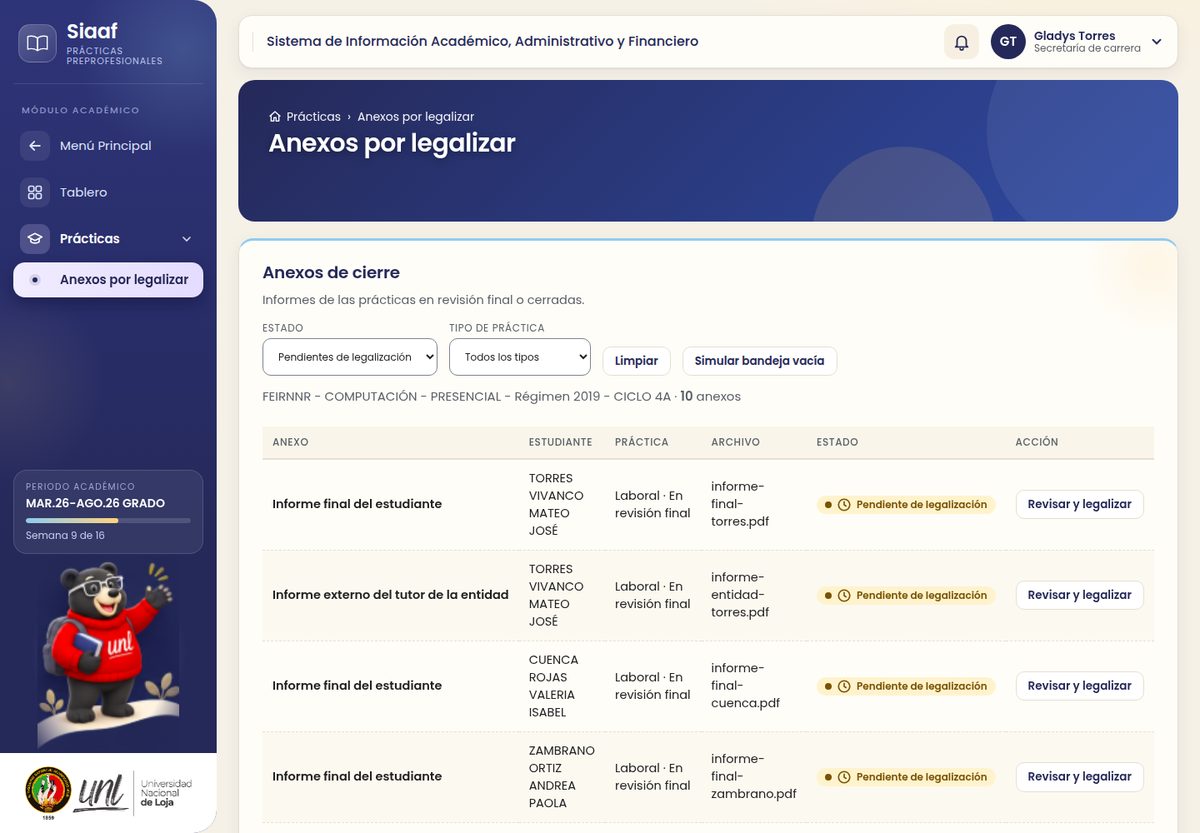 Siaaf
PRÁCTICAS
PREPROFESIONALES
MÓDULO ACADÉMICO
Menú Principal
Tablero
Prácticas
Anexos por legalizar
PERIODO ACADÉMICO
MAR.26-AGO.26 GRADO
Semana 9 de 16
unl
1859
unl
Universidad
Nacional
de Loja
Sistema de Información Académico, Administrativo y Financiero
GT
Gladys Torres
Secretaría de carrera
Prácticas › Anexos por legalizar
Anexos por legalizar
Anexos de cierre
Informes de las prácticas en revisión final o cerradas.
ESTADO
TIPO DE PRÁCTICA
Pendientes de legalización
Todos los tipos
Limpiar
Simular bandeja vacía
FEIRNNR - COMPUTACIÓN - PRESENCIAL - Régimen 2019 - CICLO 4A · 10 anexos
ANEXO ESTUDIANTE PRÁCTICA ARCHIVO ESTADO ACCIÓN
Informe final del estudiante
TORRES
VIVANCO
MATEO
JOSÉ
Laboral · En
revisión final
informe-
final-
torres.pdf
Pendiente de legalización
Revisar y legalizar
Informe externo del tutor de la entidad
TORRES
VIVANCO
MATEO
JOSÉ
Laboral · En
revisión final
informe-
entidad-
torres.pdf
Pendiente de legalización
Revisar y legalizar
Informe final del estudiante
CUENCA
ROJAS
VALERIA
ISABEL
Laboral · En
revisión final
informe-
final-
cuenca.pdf
Pendiente de legalización
Revisar y legalizar
Informe final del estudiante
ZAMBRANO
ORTIZ
ANDREA
PAOLA
Laboral · En
revisión final
informe-
final-
zambrano.pdf
Pendiente de legalización
Revisar y legalizar